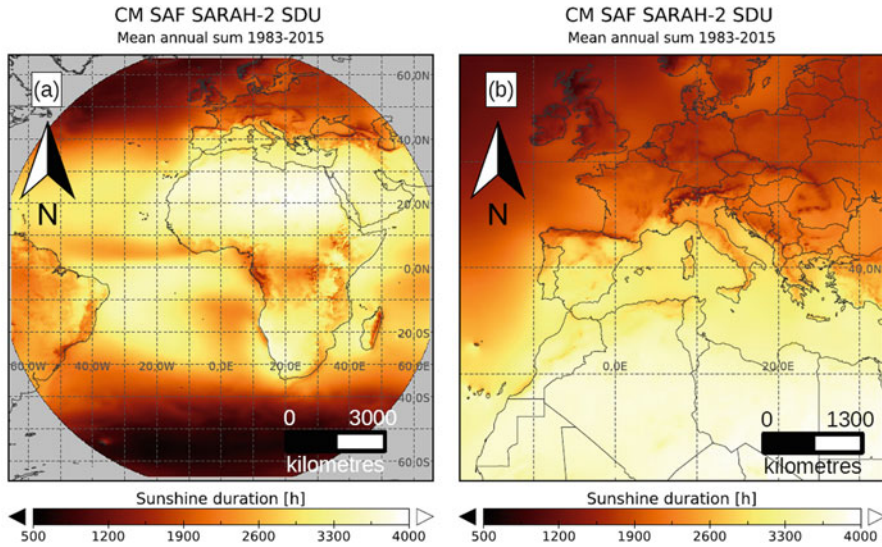 CM SAF SARAH-2 SDU
Mean annual sum 1983-2015
(a)
N
60,0N
40,0N
20,0N
0,0N
20,0S
40,0S
60,0S
60,0W
40,0W
20,0W
0,0E
20,0E
40,0E
0 3000
kilometres
Sunshine duration [h]
500 1200 1900 2600 3300 4000
CM SAF SARAH-2 SDU
Mean annual sum 1983-2015
(b)
N
40,0N
0,0E
20,0E
0 1300
kilometres
Sunshine duration [h]
500 1200 1900 2600 3300 4000